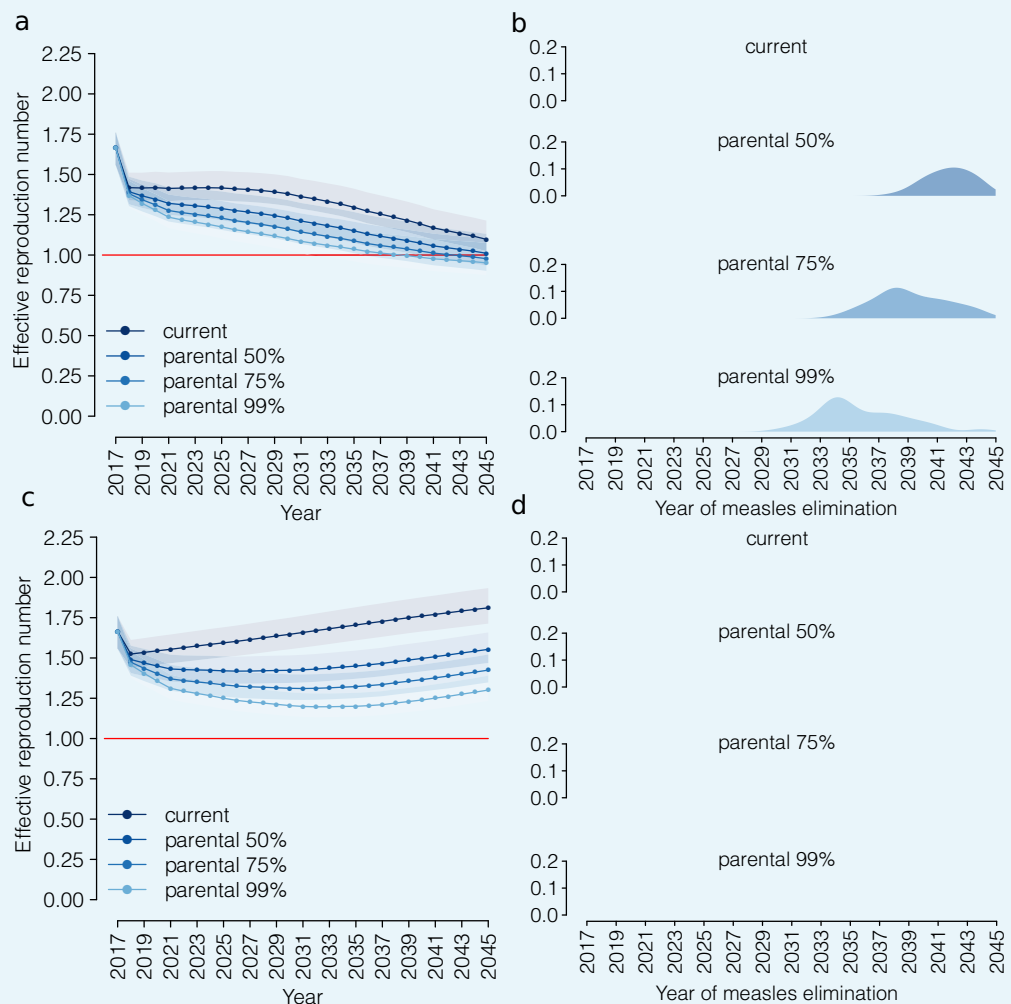 a
Effective reproduction number
2.25
2.00
1.75
1.50
1.25
1.00
0.75
0.50
0.25
0.00
current
parental 50%
parental 75%
parental 99%
2017 2019 2021 2023 2025 2027 2029 2031 2033 2035 2037 2039 2041 2043 2045
Year
b
0.2
0.1
0.0
current
0.2
0.1
0.0
parental 50%
0.2
0.1
0.0
parental 75%
0.2
0.1
0.0
parental 99%
2017 2019 2021 2023 2025 2027 2029 2031 2033 2035 2037 2039 2041 2043 2045
Year of measles elimination
c
Effective reproduction number
2.25
2.00
1.75
1.50
1.25
1.00
0.75
0.50
0.25
0.00
current
parental 50%
parental 75%
parental 99%
2017 2019 2021 2023 2025 2027 2029 2031 2033 2035 2037 2039 2041 2043 2045
Year
d
0.2
0.1
0.0
current
0.2
0.1
0.0
parental 50%
0.2
0.1
0.0
parental 75%
0.2
0.1
0.0
parental 99%
2017 2019 2021 2023 2025 2027 2029 2031 2033 2035 2037 2039 2041 2043 2045
Year of measles elimination